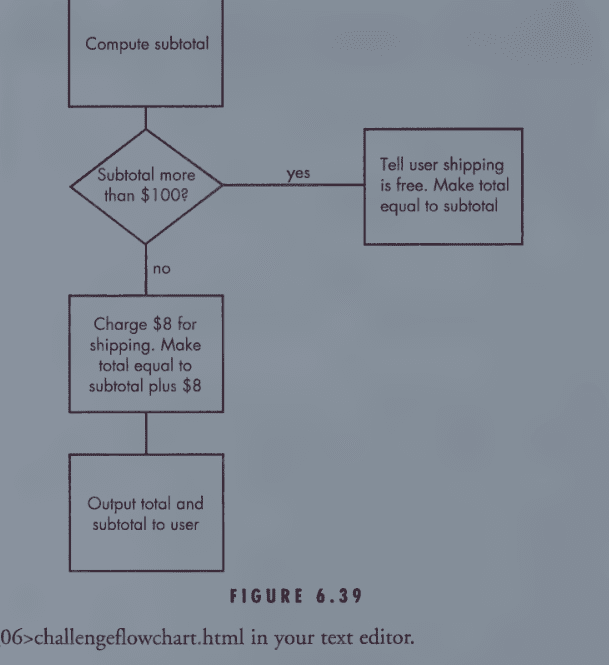 Compute subtotal
Subtotal more
than $100?
yes
Tell user shipping
is free. Make total
equal to subtotal
no
Charge $8 for
shipping. Make
total equal to
subtotal plus $8
Output total and
subtotal to user
FIGURE 6.39
06>challengeflowchart.html in your text editor.